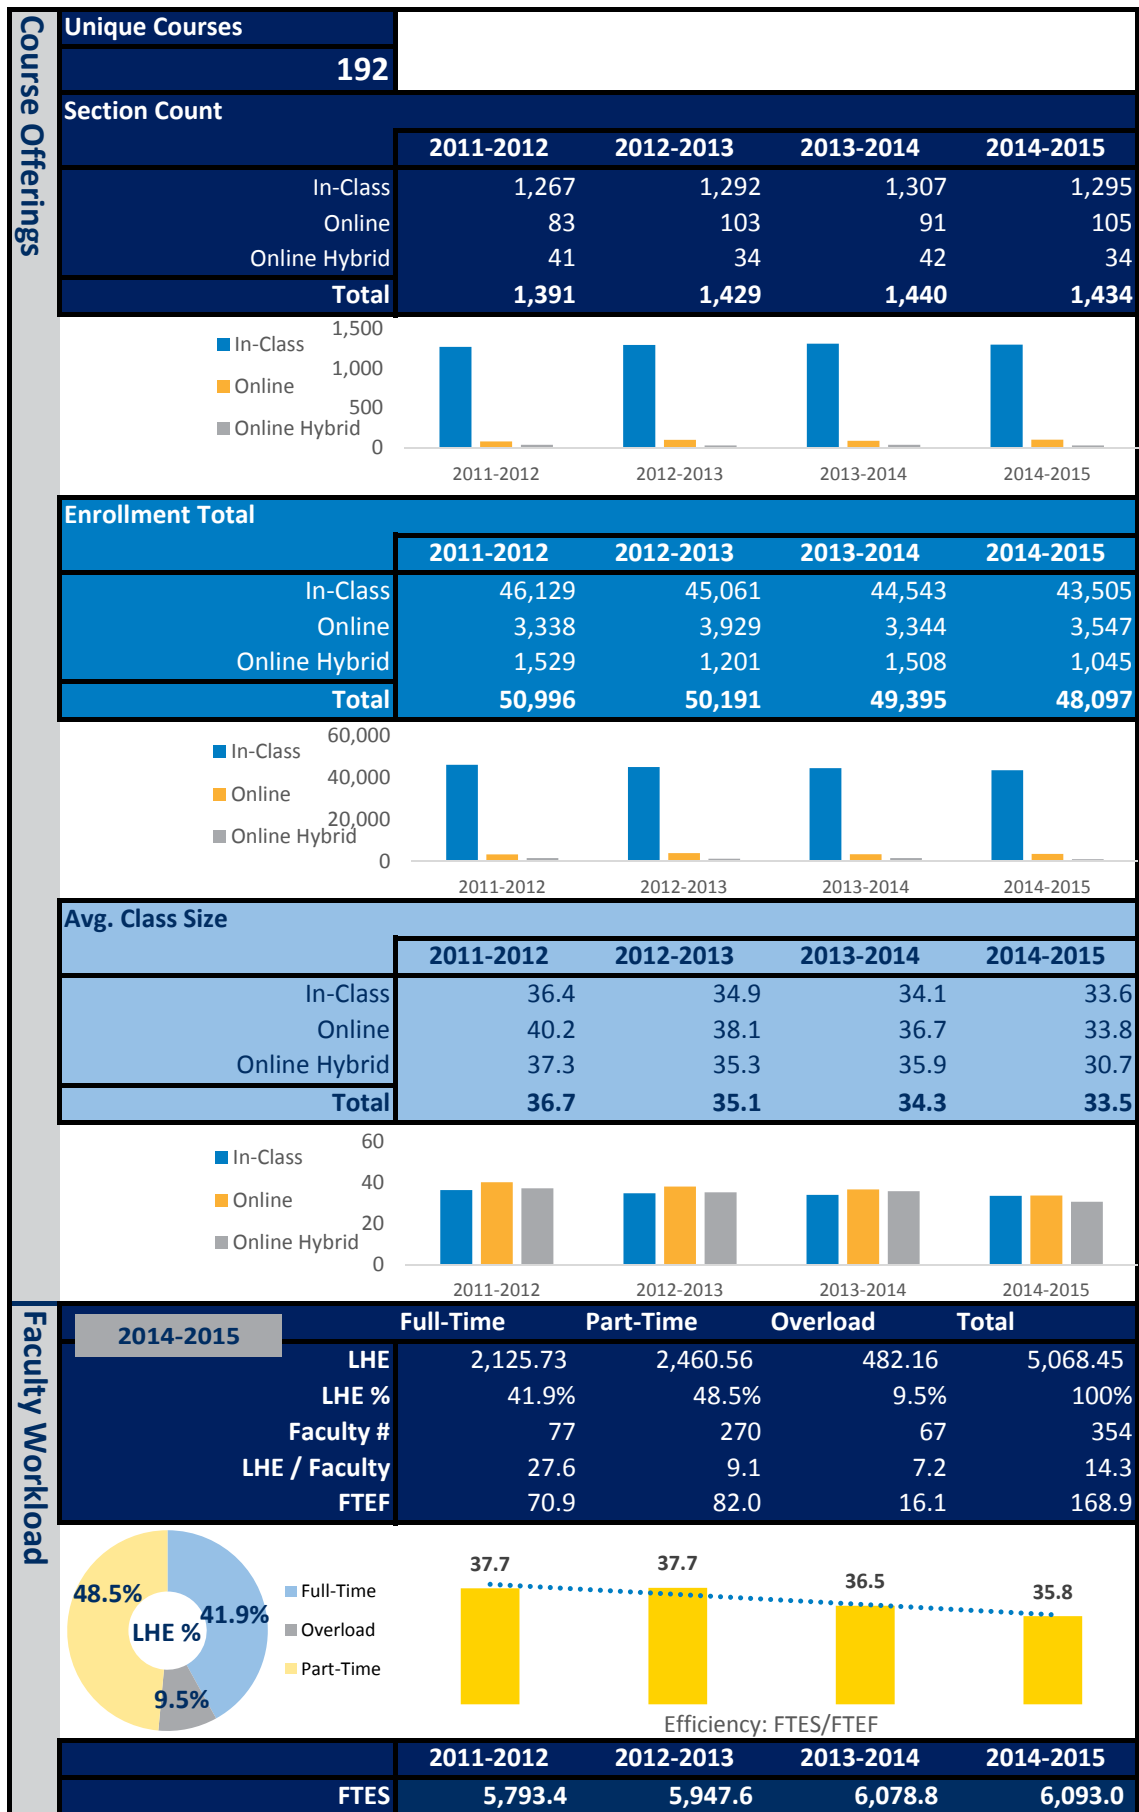 Course Offerings
Unique Courses
192
Section Count
2011-2012 2012-2013 2013-2014 2014-2015
In-Class 1,267 1,292 1,307 1,295
Online 83 103 91 105
Online Hybrid 41 34 42 34
Total 1,391 1,429 1,440 1,434
1,500
In-Class
1,000
Online
500
Online Hybrid
0
2011-2012 2012-2013 2013-2014 2014-2015
Enrollment Total
2011-2012 2012-2013 2013-2014 2014-2015
In-Class 46,129 45,061 44,543 43,505
Online 3,338 3,929 3,344 3,547
Online Hybrid 1,529 1,201 1,508 1,045
Total 50,996 50,191 49,395 48,097
60,000
In-Class
40,000
Online
20,000
Online Hybrid
0
2011-2012 2012-2013 2013-2014 2014-2015
Avg. Class Size
2011-2012 2012-2013 2013-2014 2014-2015
In-Class 36.4 34.9 34.1 33.6
Online 40.2 38.1 36.7 33.8
Online Hybrid 37.3 35.3 35.9 30.7
Total 36.7 35.1 34.3 33.5
60
In-Class
40
Online
20
Online Hybrid
0
2011-2012 2012-2013 2013-2014 2014-2015
Faculty Workload
2014-2015 Full-Time Part-Time Overload Total
LHE 2,125.73 2,460.56 482.16 5,068.45
LHE % 41.9% 48.5% 9.5% 100%
Faculty # 77 270 67 354
LHE / Faculty 27.6 9.1 7.2 14.3
FTEF 70.9 82.0 16.1 168.9
48.5%
41.9%
LHE %
9.5%
Full-Time
Overload
Part-Time
37.7 37.7 36.5 35.8
Efficiency: FTES/FTEF
2011-2012 2012-2013 2013-2014 2014-2015
FTES 5,793.4 5,947.6 6,078.8 6,093.0